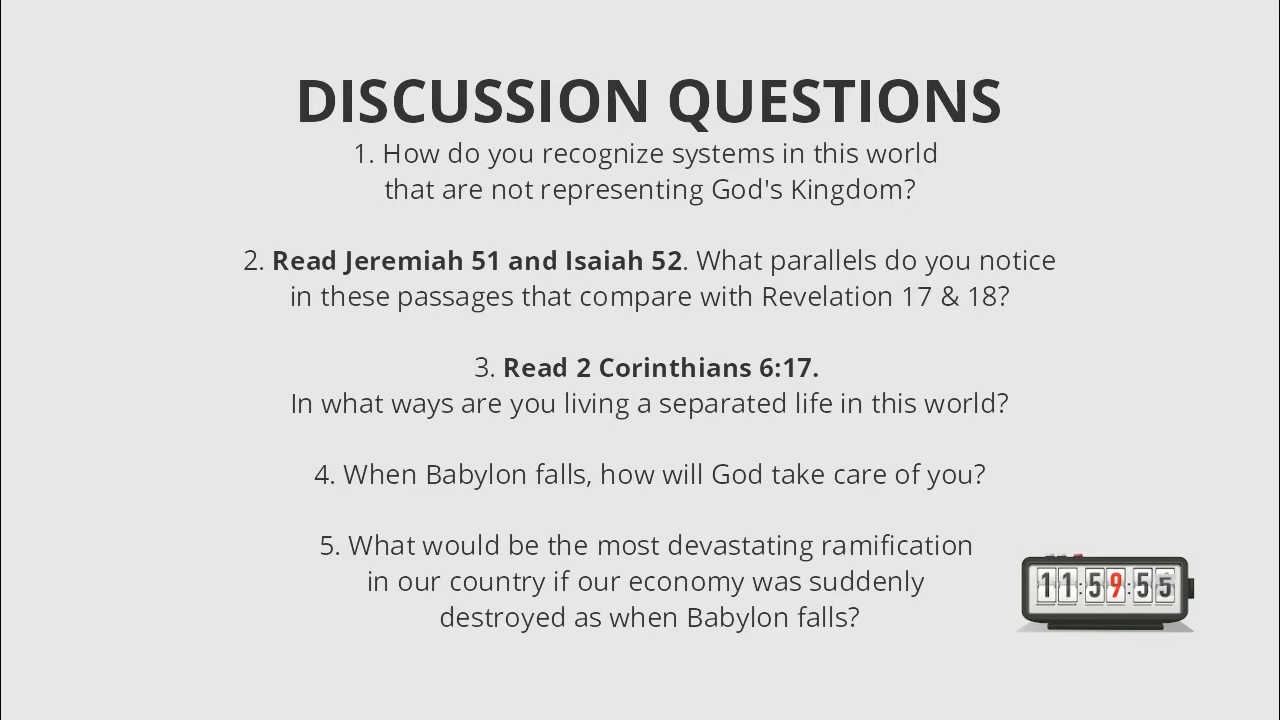 DISCUSSION QUESTIONS
1. How do you recognize systems in this world
that are not representing God's Kingdom?
2. Read Jeremiah 51 and Isaiah 52. What parallels do you notice
in these passages that compare with Revelation 17 & 18?
3. Read 2 Corinthians 6:17.
In what ways are you living a separated life in this world?
4. When Babylon falls, how will God take care of you?
5. What would be the most devastating ramification
in our country if our economy was suddenly
destroyed as when Babylon falls?
11:59:55